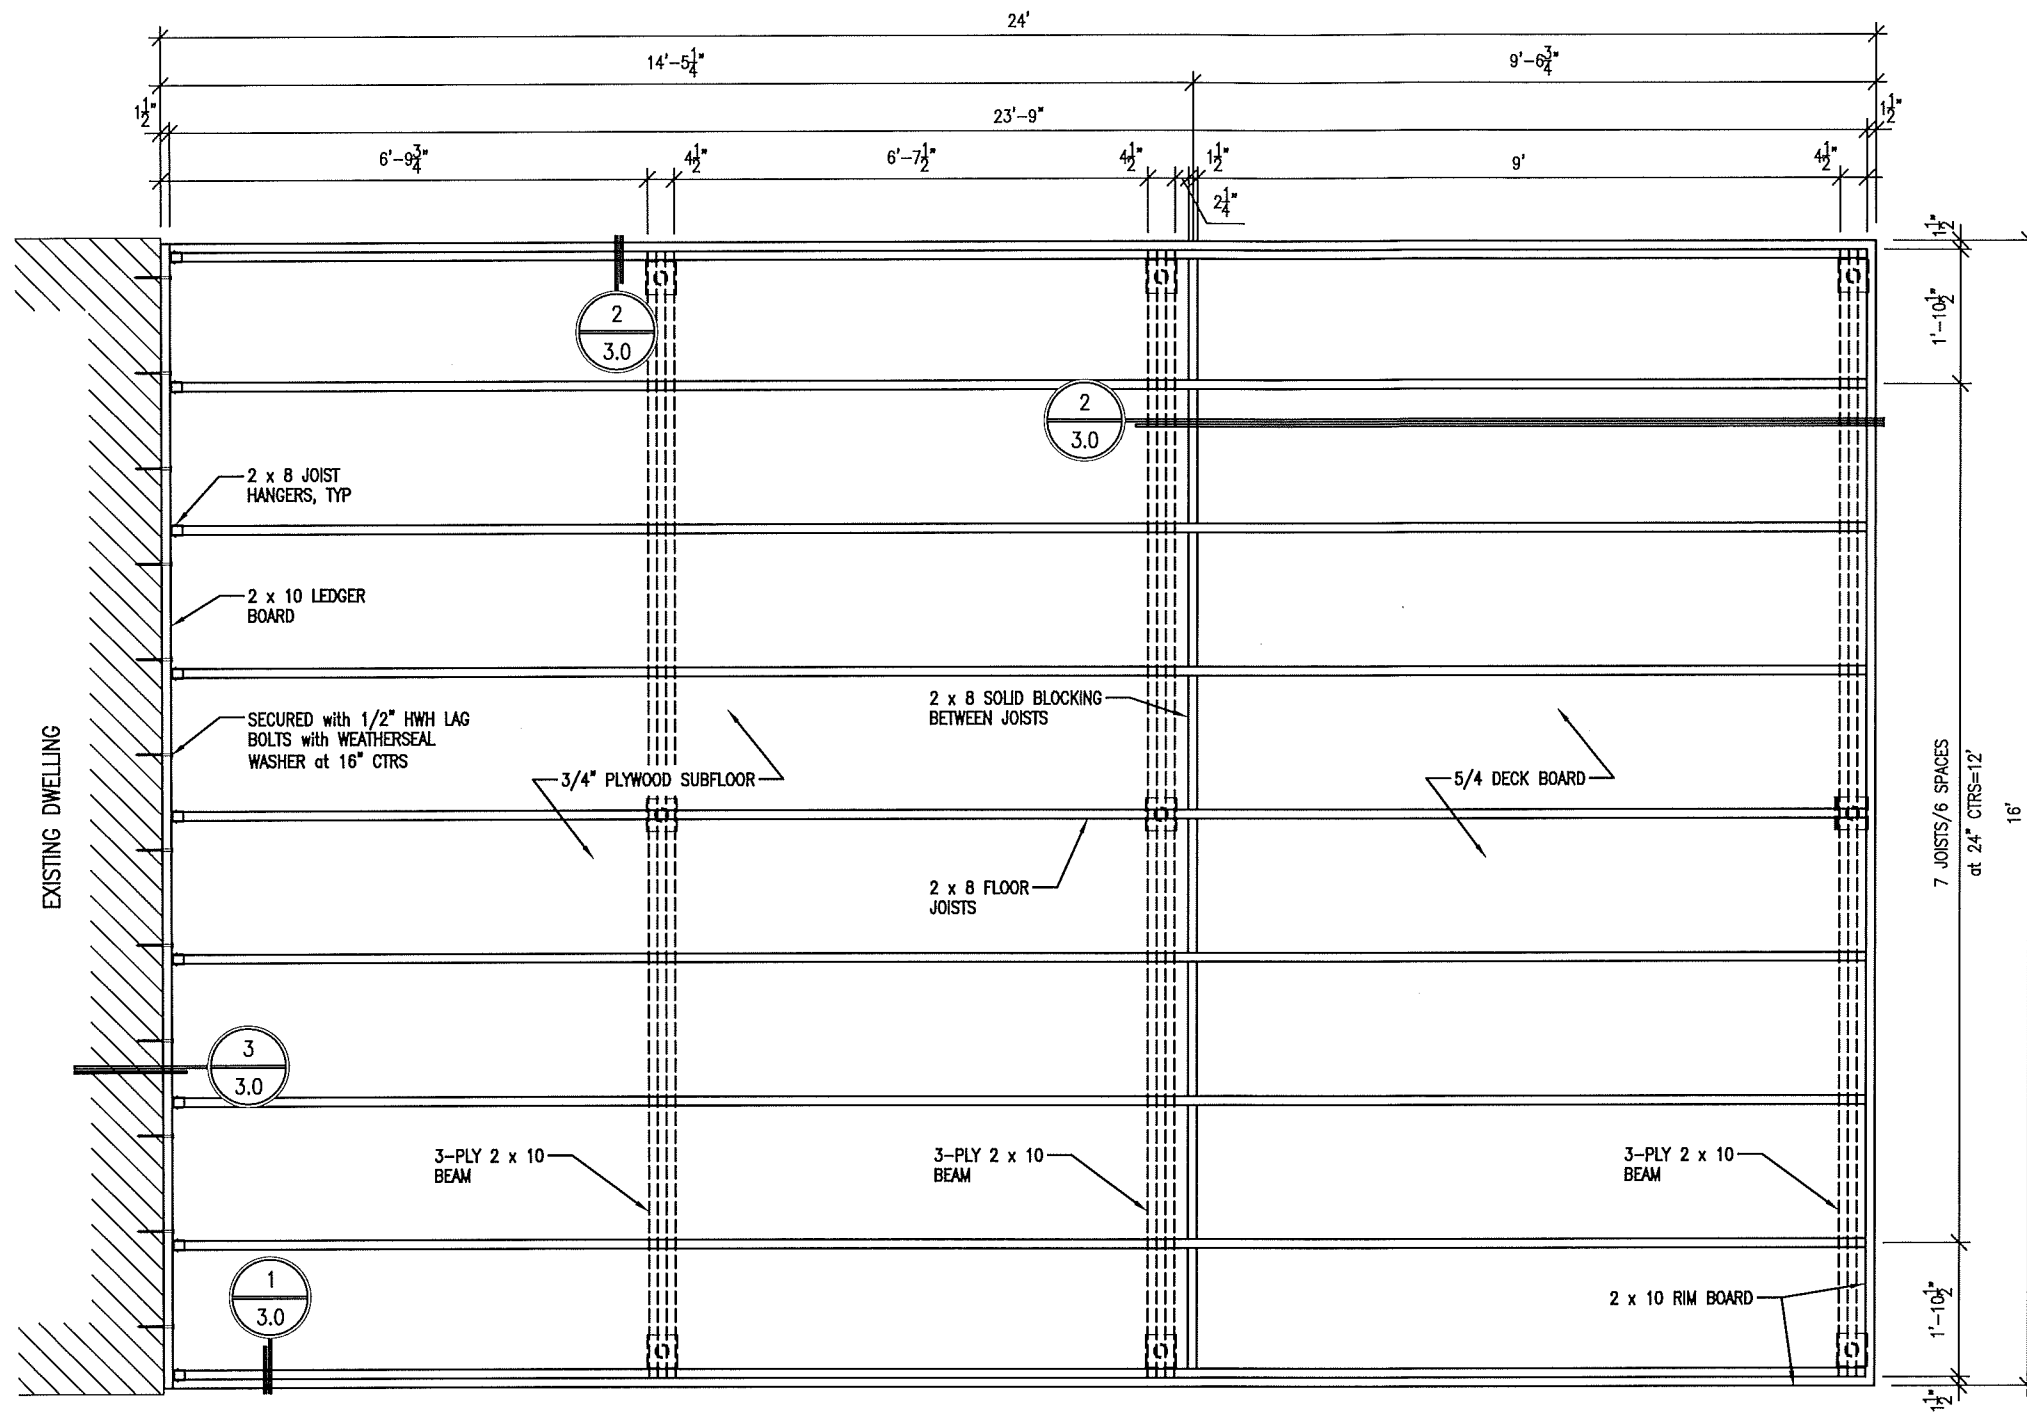 24'
14'-5 1/4"
9'-6 3/4"
1 1/2"
23'-9"
1 1/2"
6'-9 3/4"
4 1/2"
6'-7 1/2"
4 1/2"
1 1/2"
9'
4 1/2"
2 1/4"
1 1/2"
1'-10 1/2"
2
3.0
2
3.0
2 x 8 JOIST
HANGERS, TYP
2 x 10 LEDGER
BOARD
SECURED with 1/2" HWH LAG
BOLTS with WEATHERSEAL
WASHER at 16" CTRS
2 x 8 SOLID BLOCKING
BETWEEN JOISTS
3/4" PLYWOOD SUBFLOOR
5/4 DECK BOARD
EXISTING DWELLING
7 JOISTS/6 SPACES
at 24" CTRS=12'
16'
2 x 8 FLOOR
JOISTS
3
3.0
3-PLY 2 x 10
BEAM
3-PLY 2 x 10
BEAM
3-PLY 2 x 10
BEAM
1
3.0
2 x 10 RIM BOARD
1'-10 1/2"
1 1/2"